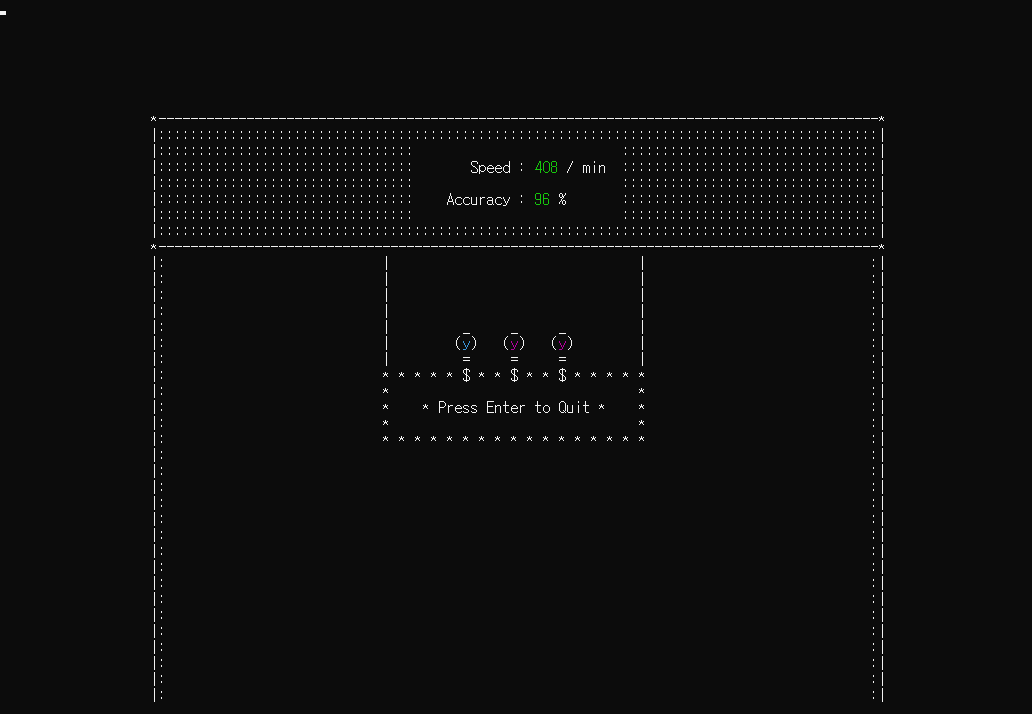 Speed : 408 / min
Accuracy : 96 %
(y) (y) (y)
= = =
$ $ $
* Press Enter to Quit *